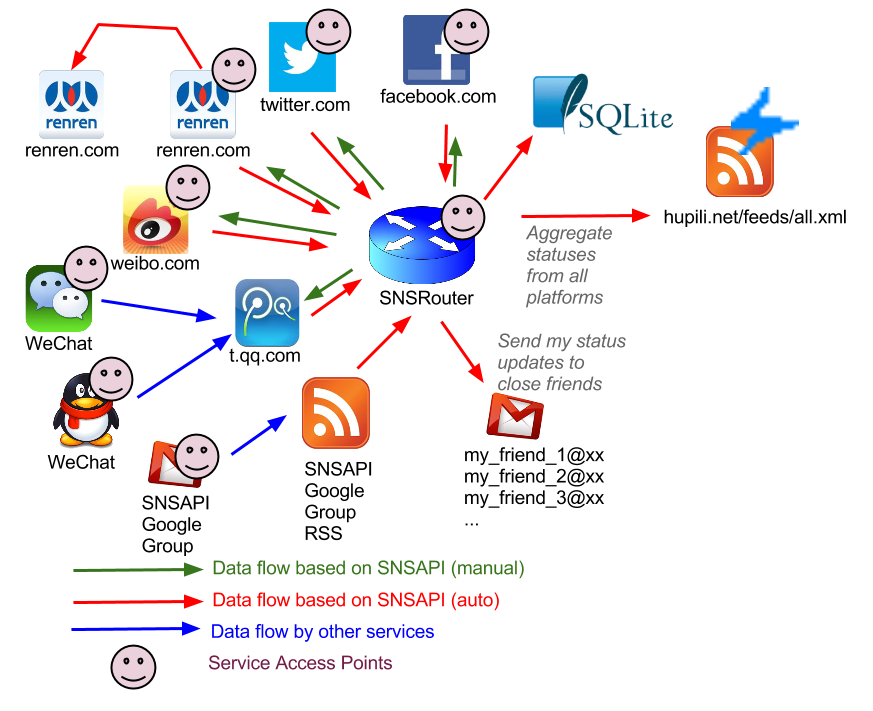 twitter.com
facebook.com
SQLite
renren
renren.com
renren
renren.com
hupili.net/feeds/all.xml
weibo.com
Aggregate
statuses
from all
platforms
SNSRouter
WeChat
t.qq.com
Send my status
updates to
close friends
WeChat
my_friend_1@xx
my_friend_2@xx
my_friend_3@xx
...
SNSAPI
Google
Group
RSS
SNSAPI
Google
Group
Data flow based on SNSAPI (manual)
Data flow based on SNSAPI (auto)
Data flow by other services
Service Access Points